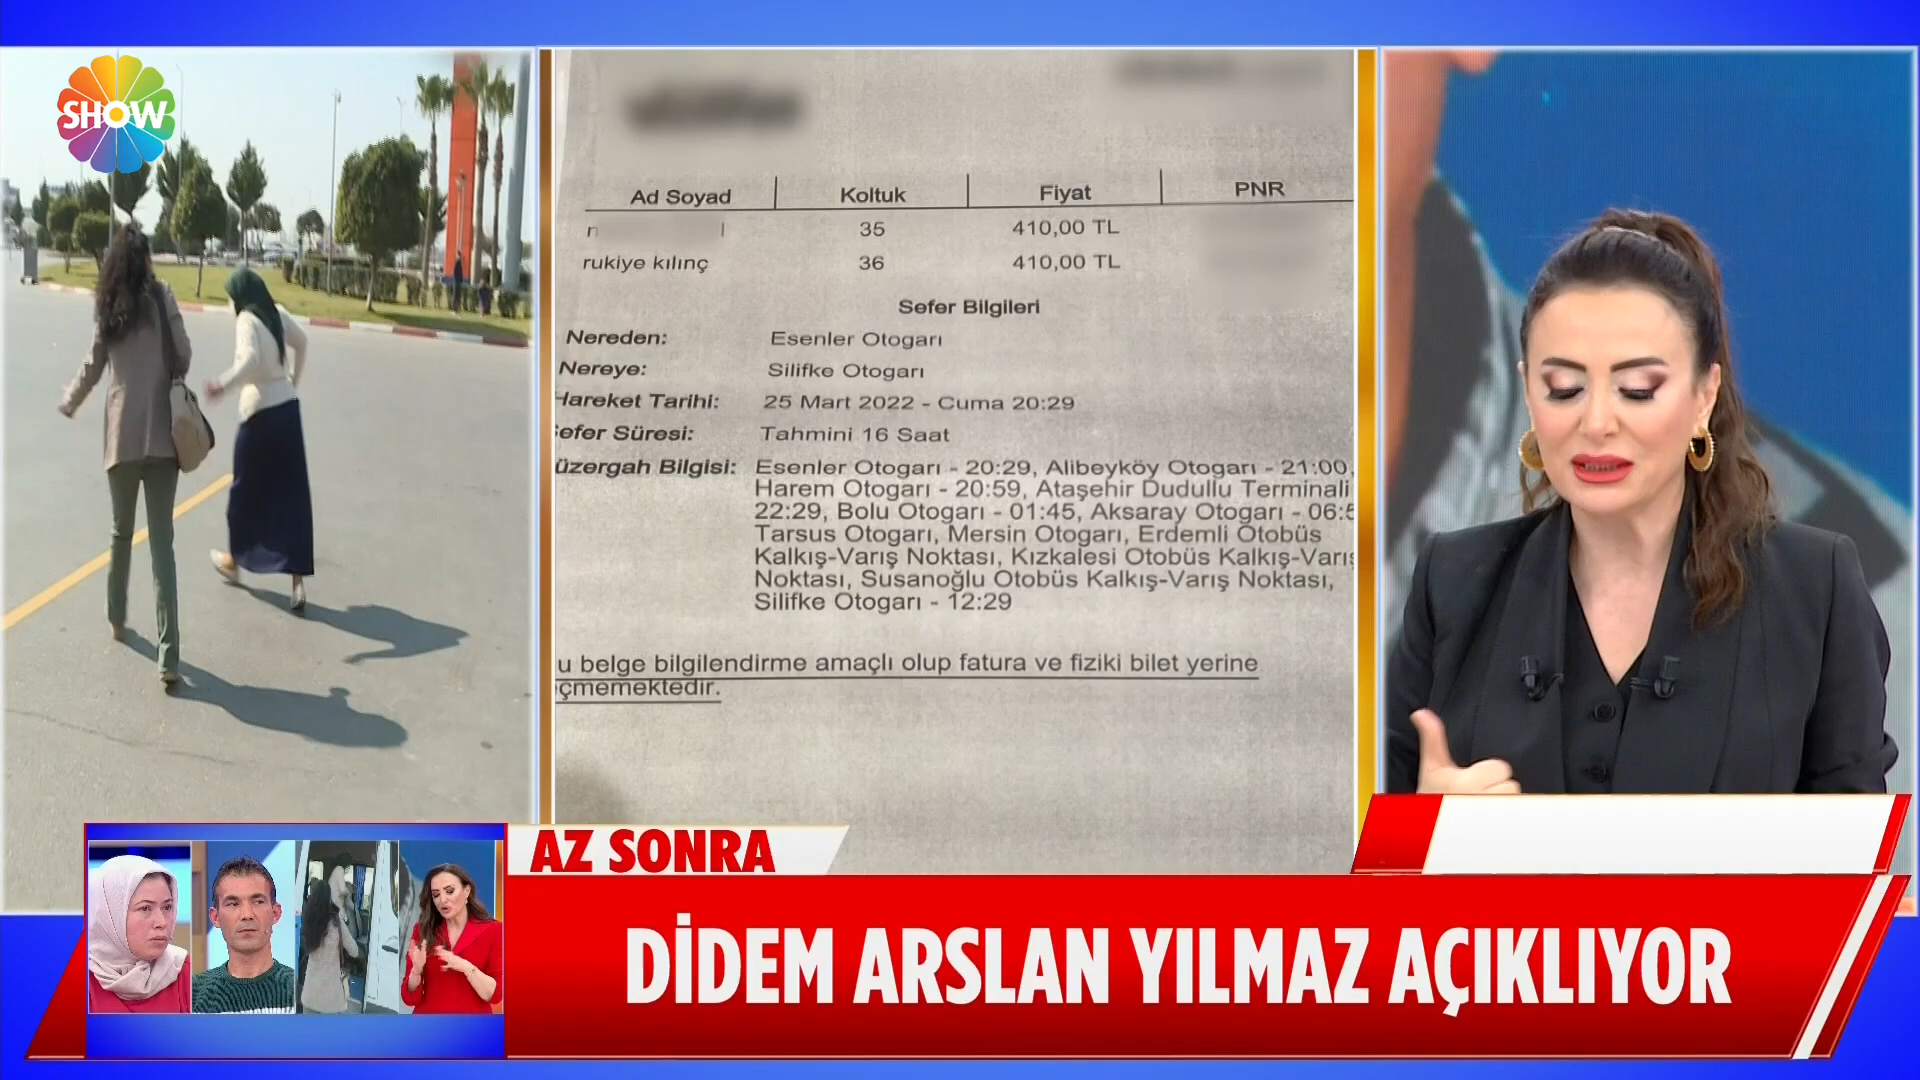 SHOW
Ad Soyad Koltuk Fiyat PNR
35 410,00 TL
rukiye kılınç 36 410,00 TL
Sefer Bilgileri
Nereden: Esenler Otogarı
Nereye: Silifke Otogarı
Hareket Tarihi: 25 Mart 2022 - Cuma 20:29
Sefer Süresi: Tahmini 16 Saat
üzergah Bilgisi: Esenler Otogarı - 20:29, Alibeyköy Otogarı - 21:00,
Harem Otogarı - 20:59, Ataşehir Dudullu Terminali
22:29, Bolu Otogarı - 01:45, Aksaray Otogarı - 06:5
Tarsus Otogarı, Mersin Otogarı, Erdemli Otobüs
Kalkış-Varış Noktası, Kızkalesi Otobüs Kalkış-Varış
Noktası, Susanoğlu Otobüs Kalkış-Varış Noktası,
Silifke Otogarı - 12:29
u belge bilgilendirme amaçlı olup fatura ve fiziki bilet yerine
çmemektedir.
AZ SONRA
DİDEM ARSLAN YILMAZ AÇIKLIYOR